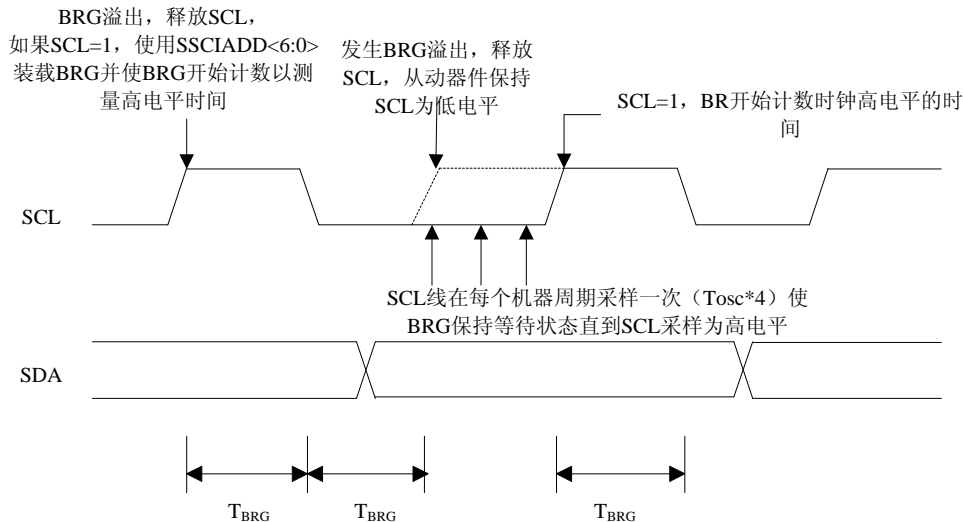 BRG溢出，释放SCL，
如果SCL=1，使用SSCIADD<6:0>
装载BRG并使BRG开始计数以测
量高电平时间
发生BRG溢出，释放
SCL，从动器件保持
SCL为低电平
SCL=1，BR开始计数时钟高电平的时
间
SCL
SCL线在每个机器周期采样一次（Tosc*4）使
BRG保持等待状态直到SCL采样为高电平
SDA
TBRG
TBRG
TBRG